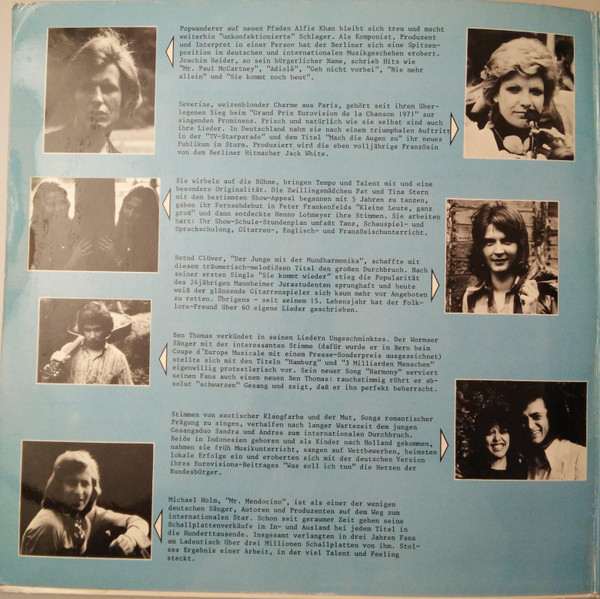 Popwanderer auf neuen Pfaden Alfie Khan bleibt sich treu und macht
weiterhin "unkonfektionierte" Schlager. Als Komponist, Produzent
und Interpret in einer Person hat der Berliner sich eine Spitzen-
position im deutschen und internationalen Musikgeschehen erobert.
Joachim Heider, so sein bürgerlicher Name, schrieb Hits wie
"Mr. Paul McCartney", "Adiolê", "Geh nicht vorbei", "Nie mehr
allein" und "Sie kommt noch heut".
Severine, weizenblonder Charme aus Paris, gehört seit ihrem über-
legenen Sieg beim "Grand Prix Eurovision de la Chanson 1971" zur
singenden Prominenz. Frisch und natürlich wie sie selbst sind auch
ihre Lieder. In Deutschland nahm sie nach einem triumphalen Auftritt
in der "TV-Starparade" und dem Titel "Mach die Augen zu" ihr neues
Publikum in Sturm. Produziert wird die eben volljährige Französin
von dem Berliner Hitmacher Jack White.
Sie wirbeln auf die Bühne, bringen Tempo und Talent mit und eine
besondere Originalität. Die Zwillingsmädchen Pat und Tina Stern
mit dem bestimmten Show-Appeal begannen mit 5 Jahren zu tanzen,
gaben ihr Fernsehdebut in Peter Frankenfelds "Kleine Leute, ganz
groß" und dann entdeckte Benno Lohmeyer ihre Stimmen. Sie arbeiten
hart: Ihr Show-Schule-Stundenplan umfaßt Tanz, Schauspiel- und
Sprachschulung, Gitarren-, Englisch- und Französischunterricht.
Bernd Clüver, "Der Junge mit der Mundharmonika", schaffte mit
diesem träumerisch-melodiösen Titel den großen Durchbruch. Nach
seiner ersten Single "Sie kommt wieder" stieg die Popularität
des 24jährigen Mannheimer Jurastudenten sprunghaft und heute
weiß der glänzende Gitarrenspieler sich kaum mehr vor Angeboten
zu retten. Übrigens - seit seinem 15. Lebensjahr hat der Folk-
lore-Freund über 60 eigene Lieder geschrieben.
Ben Thomas verkündet in seinen Liedern Ungeschminktes. Der Wormser
Sänger mit der interessanten Stimme (dafür wurde er in Bern beim
Coupe d'Europe Musicale mit einem Presse-Sonderpreis ausgezeichnet)
stellte sich mit den Titeln "Hamburg" und "3 Milliarden Menschen"
eigenwillig protestlerisch vor. Sein neuer Song "Harmony" serviert
seinen Fans auch einen neuen Ben Thomas: rauchstimmig röhrt er ab-
solut "schwarzen" Gesang und zeigt, daß er ihn perfekt beherrscht.
Stimmen von exotischer Klangfarbe und der Mut, Songs romantischer
Prägung zu singen, verhalfen nach langer Wartezeit dem jungen
Gesangsduo Sandra und Andres zum internationalen Durchbruch.
Beide in Indonesien geboren und als Kinder nach Holland gekommen,
nahmen sie früh Musikunterricht, sangen auf Wettbewerben, heimsten
lokale Erfolge ein und eroberten sich mit der deutschen Version
ihres Eurovisions-Beitrages "Was soll ich tun" die Herzen der
Bundesbürger.
Michael Holm, "Mr. Mendocino", ist als einer der wenigen
deutschen Sänger, Autoren und Produzenten auf dem Weg zum
internationalen Star. Schon seit geraumer Zeit gehen seine
Schallplattenverkäufe im In- und Ausland bei jedem Titel in
die Hunderttausende. Insgesamt verlangten in drei Jahren Fans
am Ladentisch über drei Millionen Schallplatten von ihm. Stol-
zes Ergebnis einer Arbeit, in der viel Talent und Feeling
steckt.